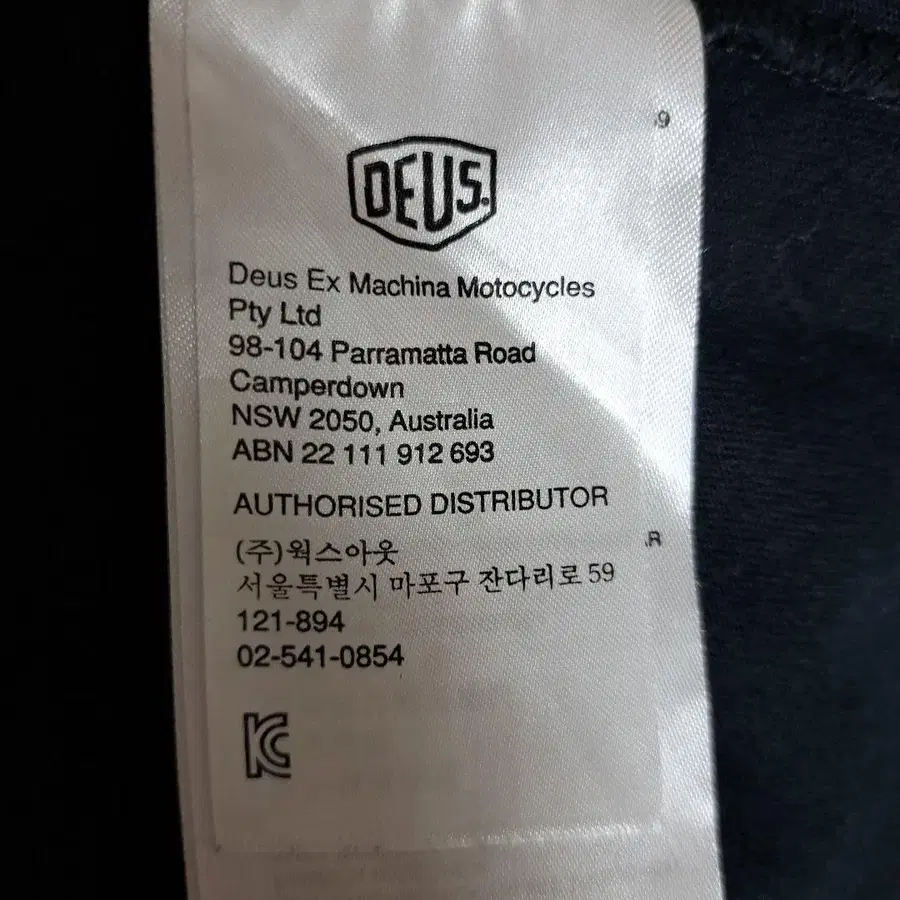 9
DEUS.
Deus Ex Machina Motocycles
Pty Ltd
98-104 Parramatta Road
Camperdown
NSW 2050, Australia
ABN 22 111 912 693
AUTHORISED DISTRIBUTOR
(주)웍스아웃
.R
서울특별시 마포구 잔다리로 59
121-894
02-541-0854
KC